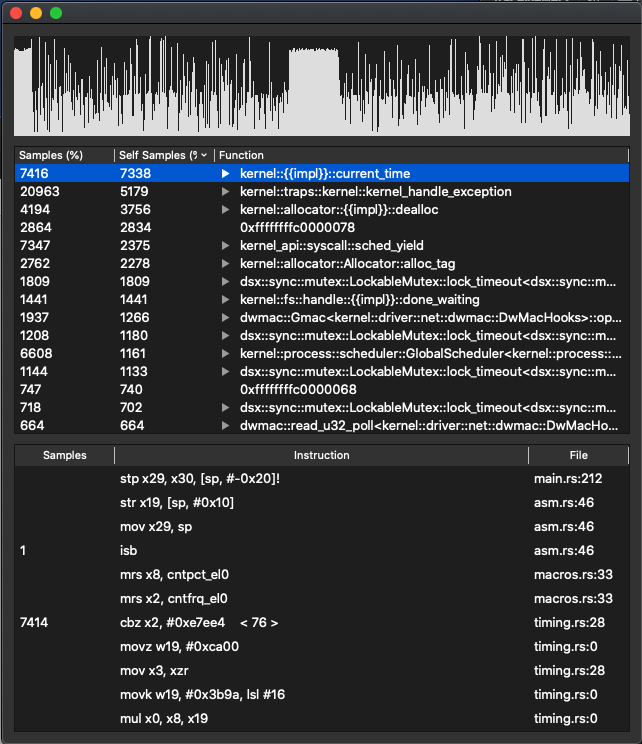 Samples (%) Self Samples (% Function
7416 7338 kernel::{{impl}}::current_time
20963 5179 kernel::traps::kernel::kernel_handle_exception
4194 3756 kernel::allocator::{{impl}}::dealloc
2864 2834 0xffffffffc0000078
7347 2375 kernel_api::syscall::sched_yield
2762 2278 kernel::allocator::Allocator::alloc_tag
1809 1809 dsx::sync::mutex::LockableMutex::lock_timeout<dsx::sync::m...
1441 1441 kernel::fs::handle::{{impl}}::done_waiting
1937 1266 dwmac::Gmac<kernel::driver::net::dwmac::DwMacHooks>::op...
1208 1180 dsx::sync::mutex::LockableMutex::lock_timeout<dsx::sync::m...
6608 1161 kernel::process::scheduler::GlobalScheduler<kernel::process::...
1144 1133 dsx::sync::mutex::LockableMutex::lock_timeout<dsx::sync::m...
747 740 0xffffffffc0000068
718 702 dsx::sync::mutex::LockableMutex::lock_timeout<dsx::sync::m...
664 664 dwmac::read_u32_poll<kernel::driver::net::dwmac::DwMacHo...
Samples Instruction File
stp x29, x30, [sp, #-0x20]! main.rs:212
str x19, [sp, #0x10] asm.rs:46
mov x29, sp asm.rs:46
1 isb asm.rs:46
mrs x8, cntpct_el0 macros.rs:33
mrs x2, cntfrq_el0 macros.rs:33
7414 cbz x2, #0xe7ee4 < 76 > timing.rs:28
movz w19, #0xca00 timing.rs:0
mov x3, xzr timing.rs:28
movk w19, #0x3b9a, lsl #16 timing.rs:0
mul x0, x8, x19 timing.rs:0